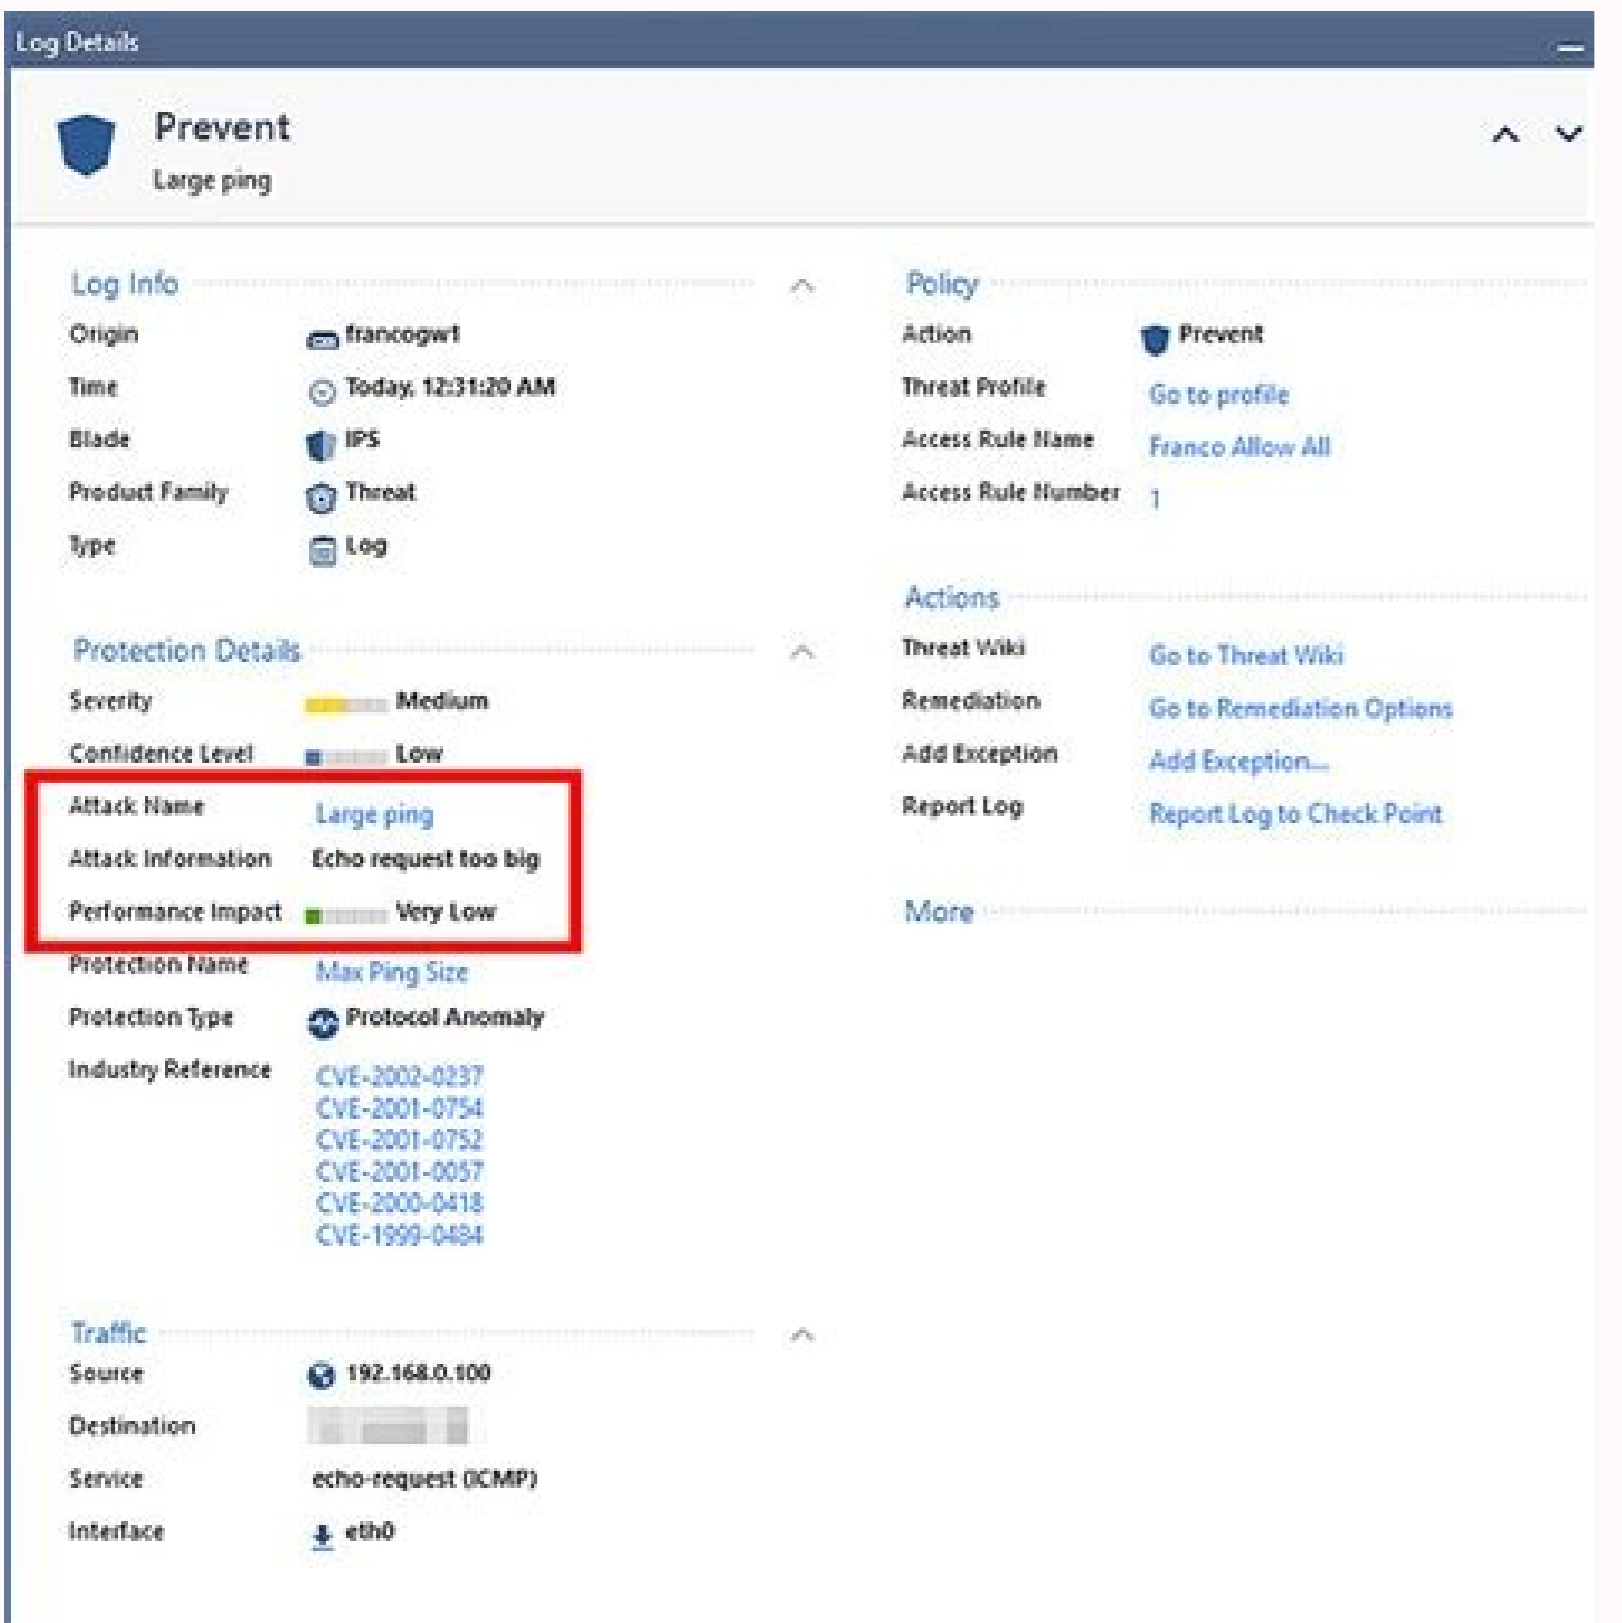 Log Details
Prevent
Large ping
Log Info
Origin francogw1
Time Today, 12:31:20 AM
Blade IPS
Product Family Threat
Type Log
Protection Details
Severity Medium
Confidence Level Low
Attack Name Large ping
Attack Information Echo request too big
Performance Impact Very Low
Protection Name Max Ping Size
Protection Type Protocol Anomaly
Industry Reference CVE-2002-0237
CVE-2001-0754
CVE-2001-0752
CVE-2001-0057
CVE-2000-0418
CVE-1999-0484
Traffic
Source 192.168.0.100
Destination
Service echo-request (ICMP)
Interface eth0
Policy
Action Prevent
Threat Profile Go to profile
Access Rule Name Franco Allow All
Access Rule Number 1
Actions
Threat Wiki Go to Threat Wiki
Remediation Go to Remediation Options
Add Exception Add Exception...
Report Log Report Log to Check Point
More